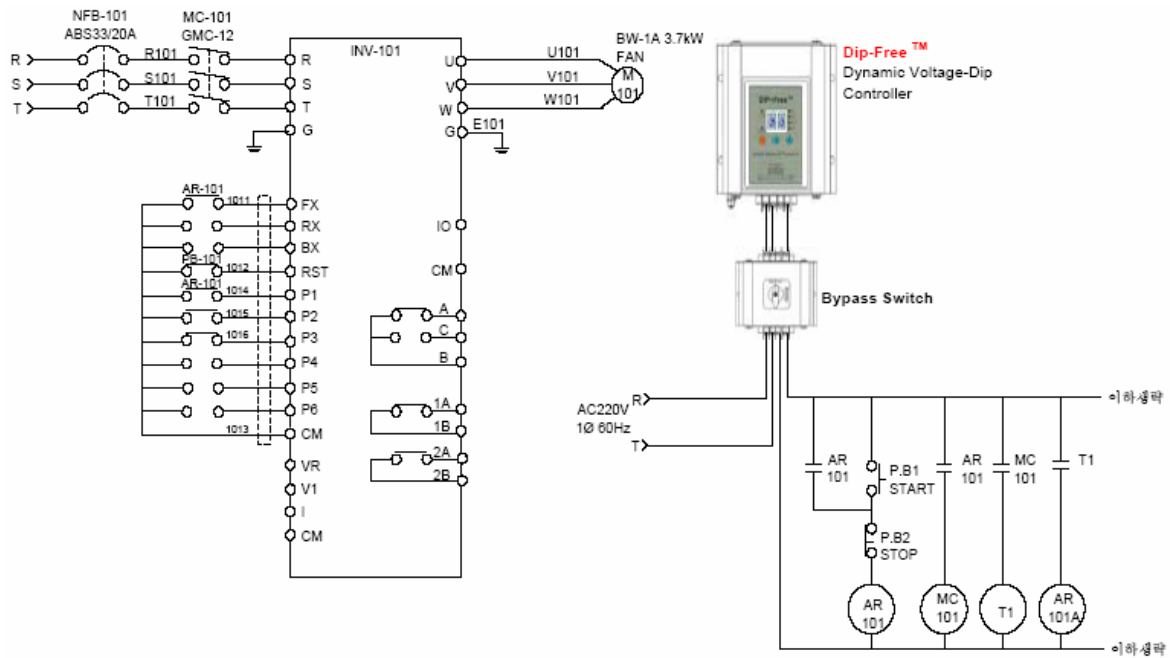 NFB-101
ABS33/20A
MC-101
GMC-12
R
S
T
R101
S101
T101
INV-101
R
S
T
G
U
V
W
G
U101
V101
W101
E101
BW-1A 3.7kW
FAN
M
101
AR-101
1011
FX
RX
BX
PB-101
1012
RST
AR-101
1014
P1
1015
P2
1016
P3
P4
P5
P6
1013
CM
VR
V1
I
CM
IO
CM
A
C
B
1A
1B
2A
2B
Dip-Free ™
Dynamic Voltage-Dip
Controller
DIP-free™
Bypass Switch
AC220V
1Ø 60Hz
R
T
이하생략
AR
101
P.B1
START
P.B2
STOP
AR
101
MC
101
T1
AR
101
MC
101
T1
AR
101A
이하생략